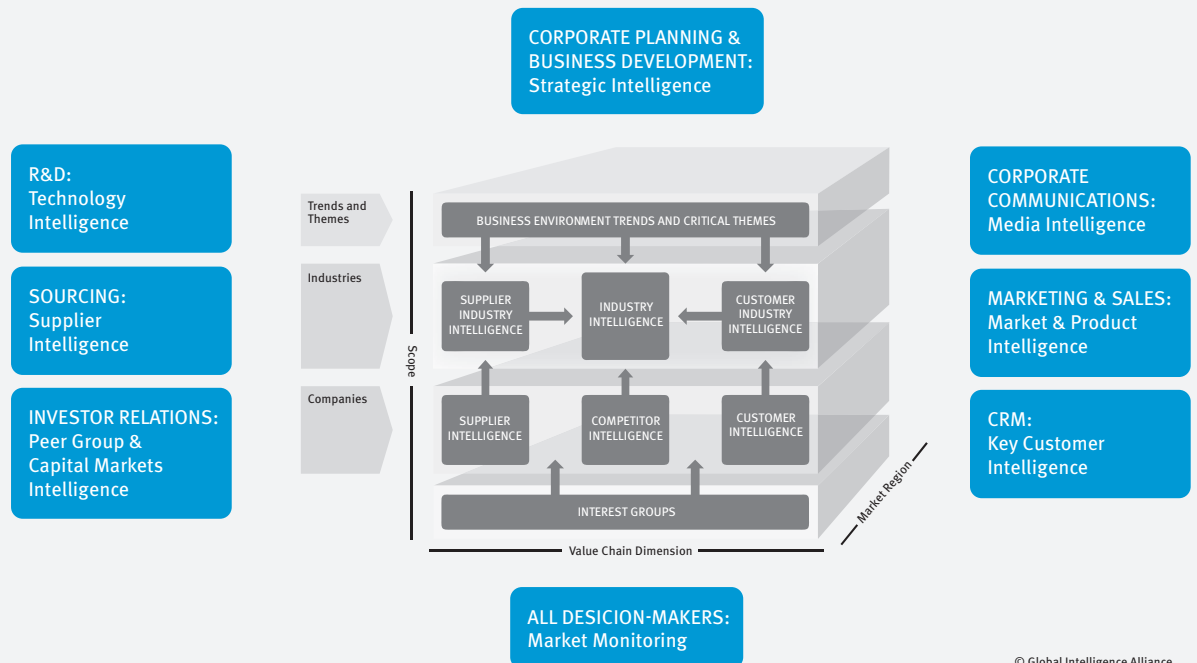 CORPORATE PLANNING &
BUSINESS DEVELOPMENT:
Strategic Intelligence
R&D:
Technology
Intelligence
SOURCING:
Supplier
Intelligence
INVESTOR RELATIONS:
Peer Group &
Capital Markets
Intelligence
Trends and
Themes
Industries
Companies
Scope
BUSINESS ENVIRONMENT TRENDS AND CRITICAL THEMES
SUPPLIER
INDUSTRY
INTELLIGENCE
INDUSTRY
INTELLIGENCE
CUSTOMER
INDUSTRY
INTELLIGENCE
SUPPLIER
INTELLIGENCE
COMPETITOR
INTELLIGENCE
CUSTOMER
INTELLIGENCE
INTEREST GROUPS
Value Chain Dimension
Market Region
CORPORATE
COMMUNICATIONS:
Media Intelligence
MARKETING & SALES:
Market & Product
Intelligence
CRM:
Key Customer
Intelligence
ALL DESICION-MAKERS:
Market Monitoring
© Global Intelligence Alliance